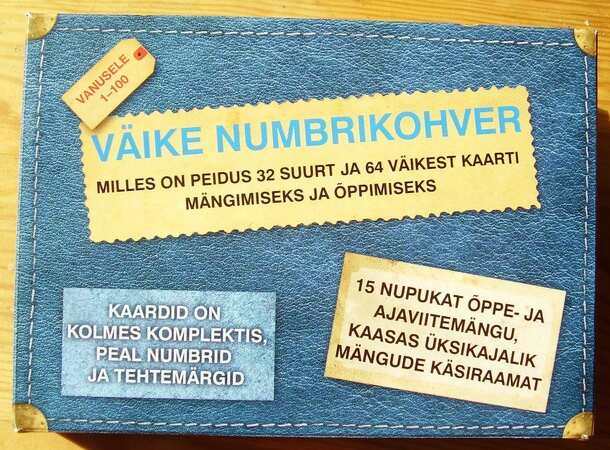 VANUSELE
1–100
VÄIKE NUMBRIKOHVER
MILLES ON PEIDUS 32 SUURT JA 64 VÄIKEST KAARTI
MÄNGIMISEKS JA ÕPPIMISEKS
KAARDID ON
KOLMES KOMPLEKTIS,
PEAL NUMBRID
JA TEHTEMÄRGID
15 NUPUKAT ÕPPE- JA
AJAVIITEMÄNGU,
KAASAS ÜKSIKAJALIK
MÄNGUDE KÄSIRAAMAT